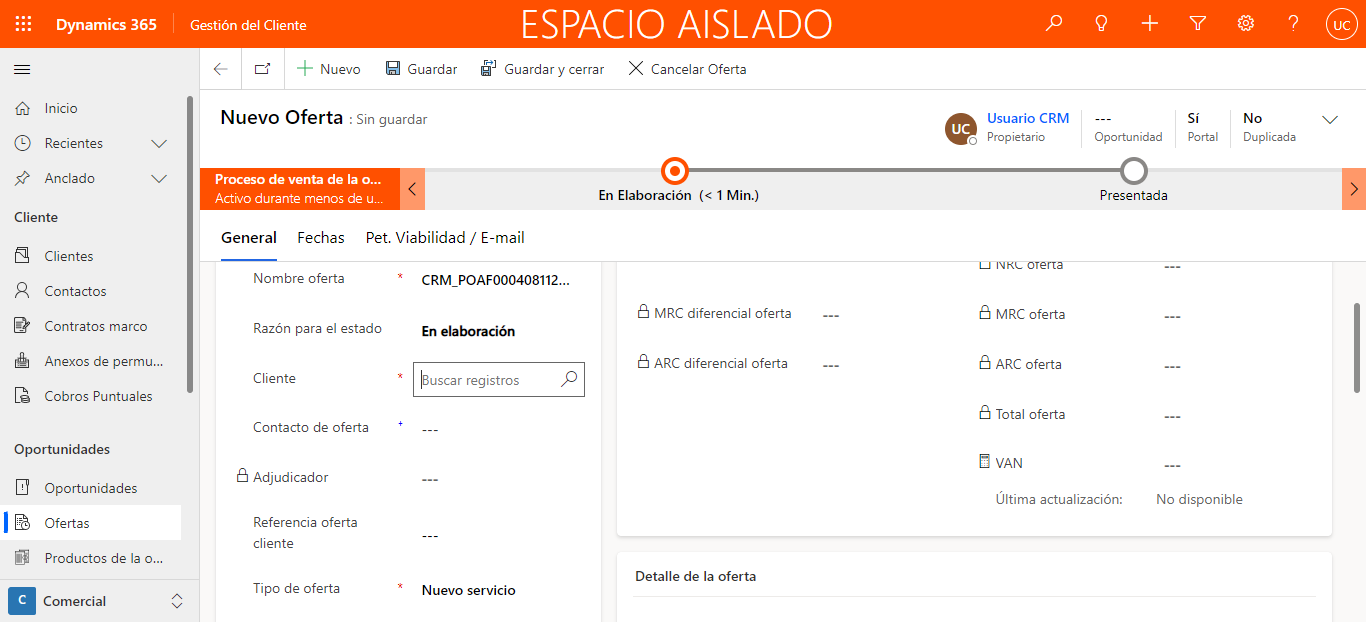 Dynamics 365
Gestión del Cliente
ESPACIO AISLADO
UC
Nuevo
Guardar
Guardar y cerrar
Cancelar Oferta
Inicio
Recientes
Anclado
Cliente
Clientes
Contactos
Contratos marco
Anexos de permu...
Cobros Puntuales
Oportunidades
Oportunidades
Ofertas
Productos de la o...
C Comercial
Nuevo Oferta : Sin guardar
UC
Usuario CRM
Propietario
---
Oportunidad
Sí
Portal
No
Duplicada
Proceso de venta de la o...
Activo durante menos de u...
En Elaboración (< 1 Min.)
Presentada
General Fechas Pet. Viabilidad / E-mail
Nombre oferta * CRM_POAF000408112...
Razón para el estado En elaboración
Cliente * Buscar registros
Contacto de oferta + ---
Adjudicador ---
Referencia oferta
cliente ---
Tipo de oferta * Nuevo servicio
MRC diferencial oferta ---
ARC diferencial oferta ---
NRC oferta ---
MRC oferta ---
ARC oferta ---
Total oferta ---
VAN ---
Última actualización: No disponible
Detalle de la oferta